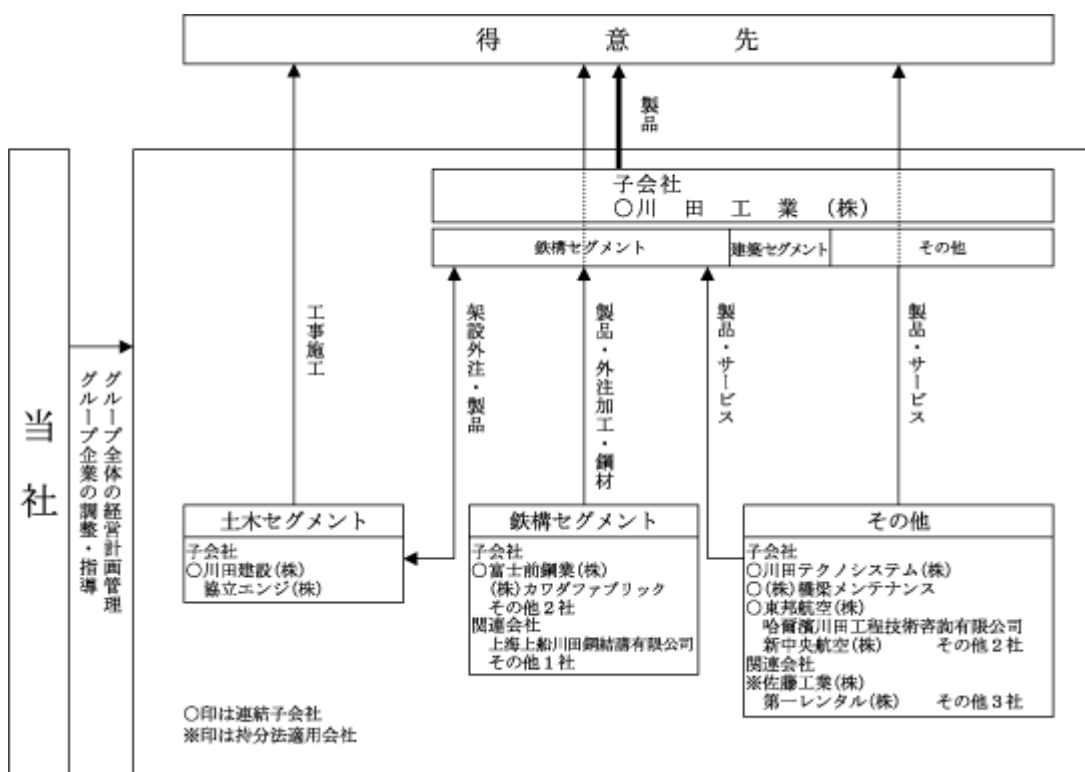 得意先
製品
子会社
○川田工業(株)
鉄構セグメント
建築セグメント
その他
工事施工
架設外注・製品
製品・外注加工・鋼材
製品・サービス
製品・サービス
当社
グループ全体の経営計画管理
グループ企業の調整・指導
土木セグメント
子会社
○川田建設(株)
協立エンジ(株)
鉄構セグメント
子会社
○富士前鋼業(株)
(株)カワダファブリック
その他2社
関連会社
上海上船川田鋼結講有限公司
その他1社
その他
子会社
○川田テクノシステム(株)
○(株)橋梁メンテナンス
○東邦航空(株)
哈爾濱川田工程技術咨詢有限公司
新中央航空(株) その他2社
関連会社
※佐藤工業(株)
第一レンタル(株) その他3社
○印は連結子会社
※印は持分法適用会社